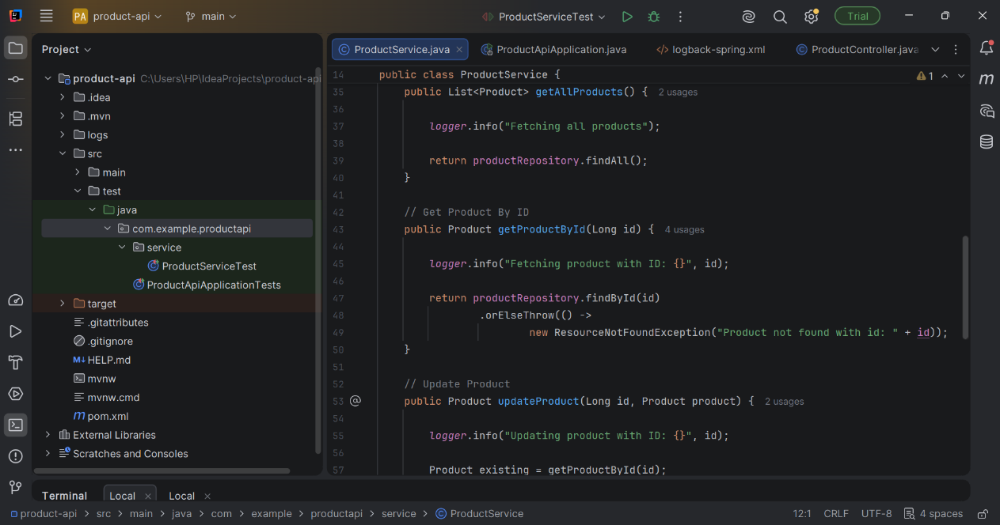 PA product-api main ProductServiceTest Trial
Project
product-api C:\Users\HP\IdeaProjects\product-api
.idea
.mvn
logs
src
main
test
java
com.example.productapi
service
ProductServiceTest
ProductApiApplicationTests
target
.gitattributes
.gitignore
M↓ HELP.md
mvnw
mvnw.cmd
m pom.xml
External Libraries
Scratches and Consoles
ProductService.java ProductApiApplication.java logback-spring.xml ProductController.java
14 public class ProductService {
1
35 public List<Product> getAllProducts() { 2 usages
36
37 logger.info("Fetching all products");
38
39 return productRepository.findAll();
40 }
41
42 // Get Product By ID
43 public Product getProductById(Long id) { 4 usages
44
45 logger.info("Fetching product with ID: {}", id);
46
47 return productRepository.findById(id)
48 .orElseThrow(() ->
49 new ResourceNotFoundException("Product not found with id: " + id));
50 }
51
52 // Update Product
53 public Product updateProduct(Long id, Product product) { 2 usages
54
55 logger.info("Updating product with ID: {}", id);
56
57 Product existing = getProductById(id);
Terminal Local Local
product-api > src > main > java > com > example > productapi > service > ProductService 12:1 CRLF UTF-8 4 spaces